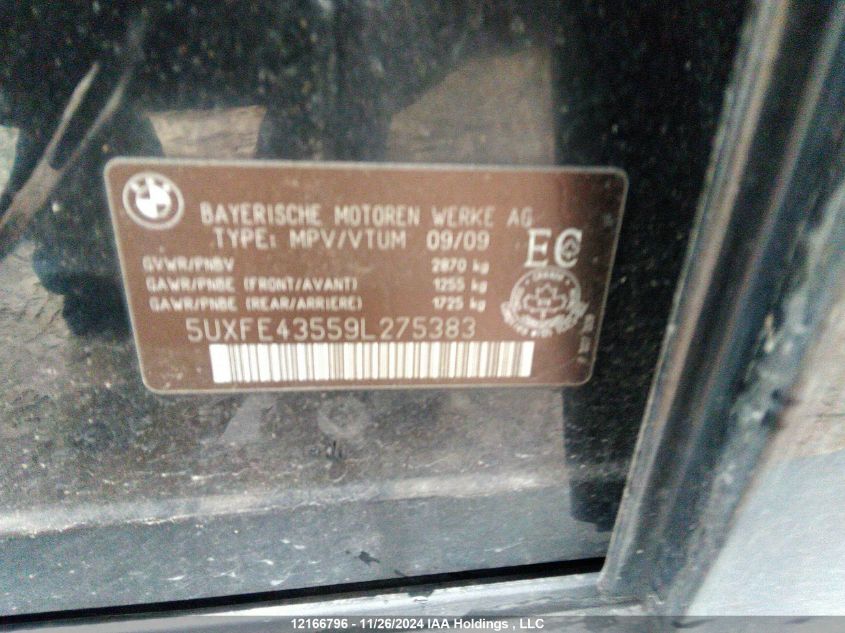 BMW
BAYERISCHE MOTOREN WERKE AG
TYPE: MPV/VTUM 09/09
GVWR/PNBV 2870 kg
GAWR/PNBE (FRONT/AVANT) 1255 kg
GAWR/PNBE (REAR/ARRIERE) 1725 kg
5UXFE43559L275383
12166796 - 11/26/2024 IAA Holdings , LLC